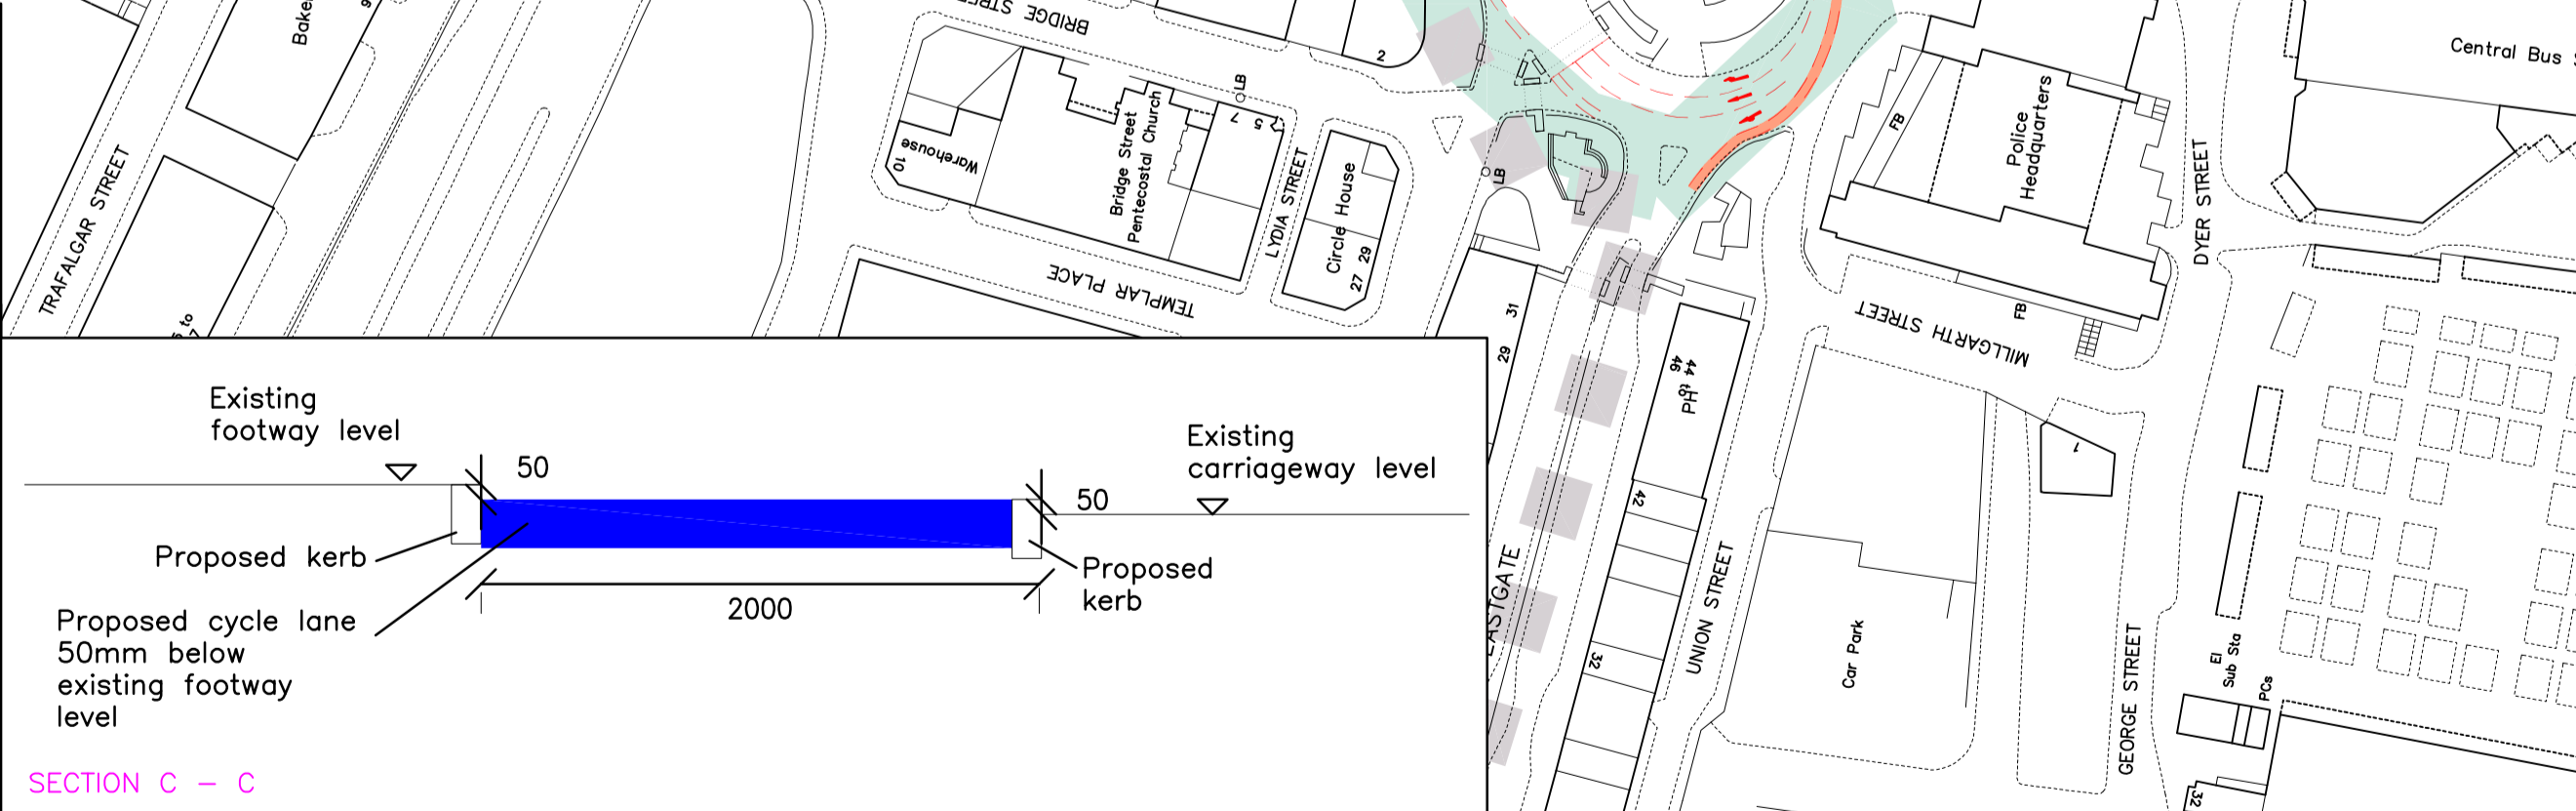 BRIDGE STREET
2
Central Bus
TRAFALGAR STREET
Warehouse
10
Bridge Street
Pentecostal Church
LB
7
5
LYDIA STREET
Circle House
27
29
TEMPLAR PLACE
LB
FB
Police
Headquarters
DYER STREET
MILLGARTH STREET
FB
31
29
44 to
46
PH
42
32
1
UNION STREET
Car Park
GEORGE STREET
El
Sub Sta
PCs
32
Existing
footway level
50
Existing
carriageway level
50
Proposed kerb
Proposed
kerb
2000
Proposed cycle lane
50mm below
existing footway
level
SECTION C - C